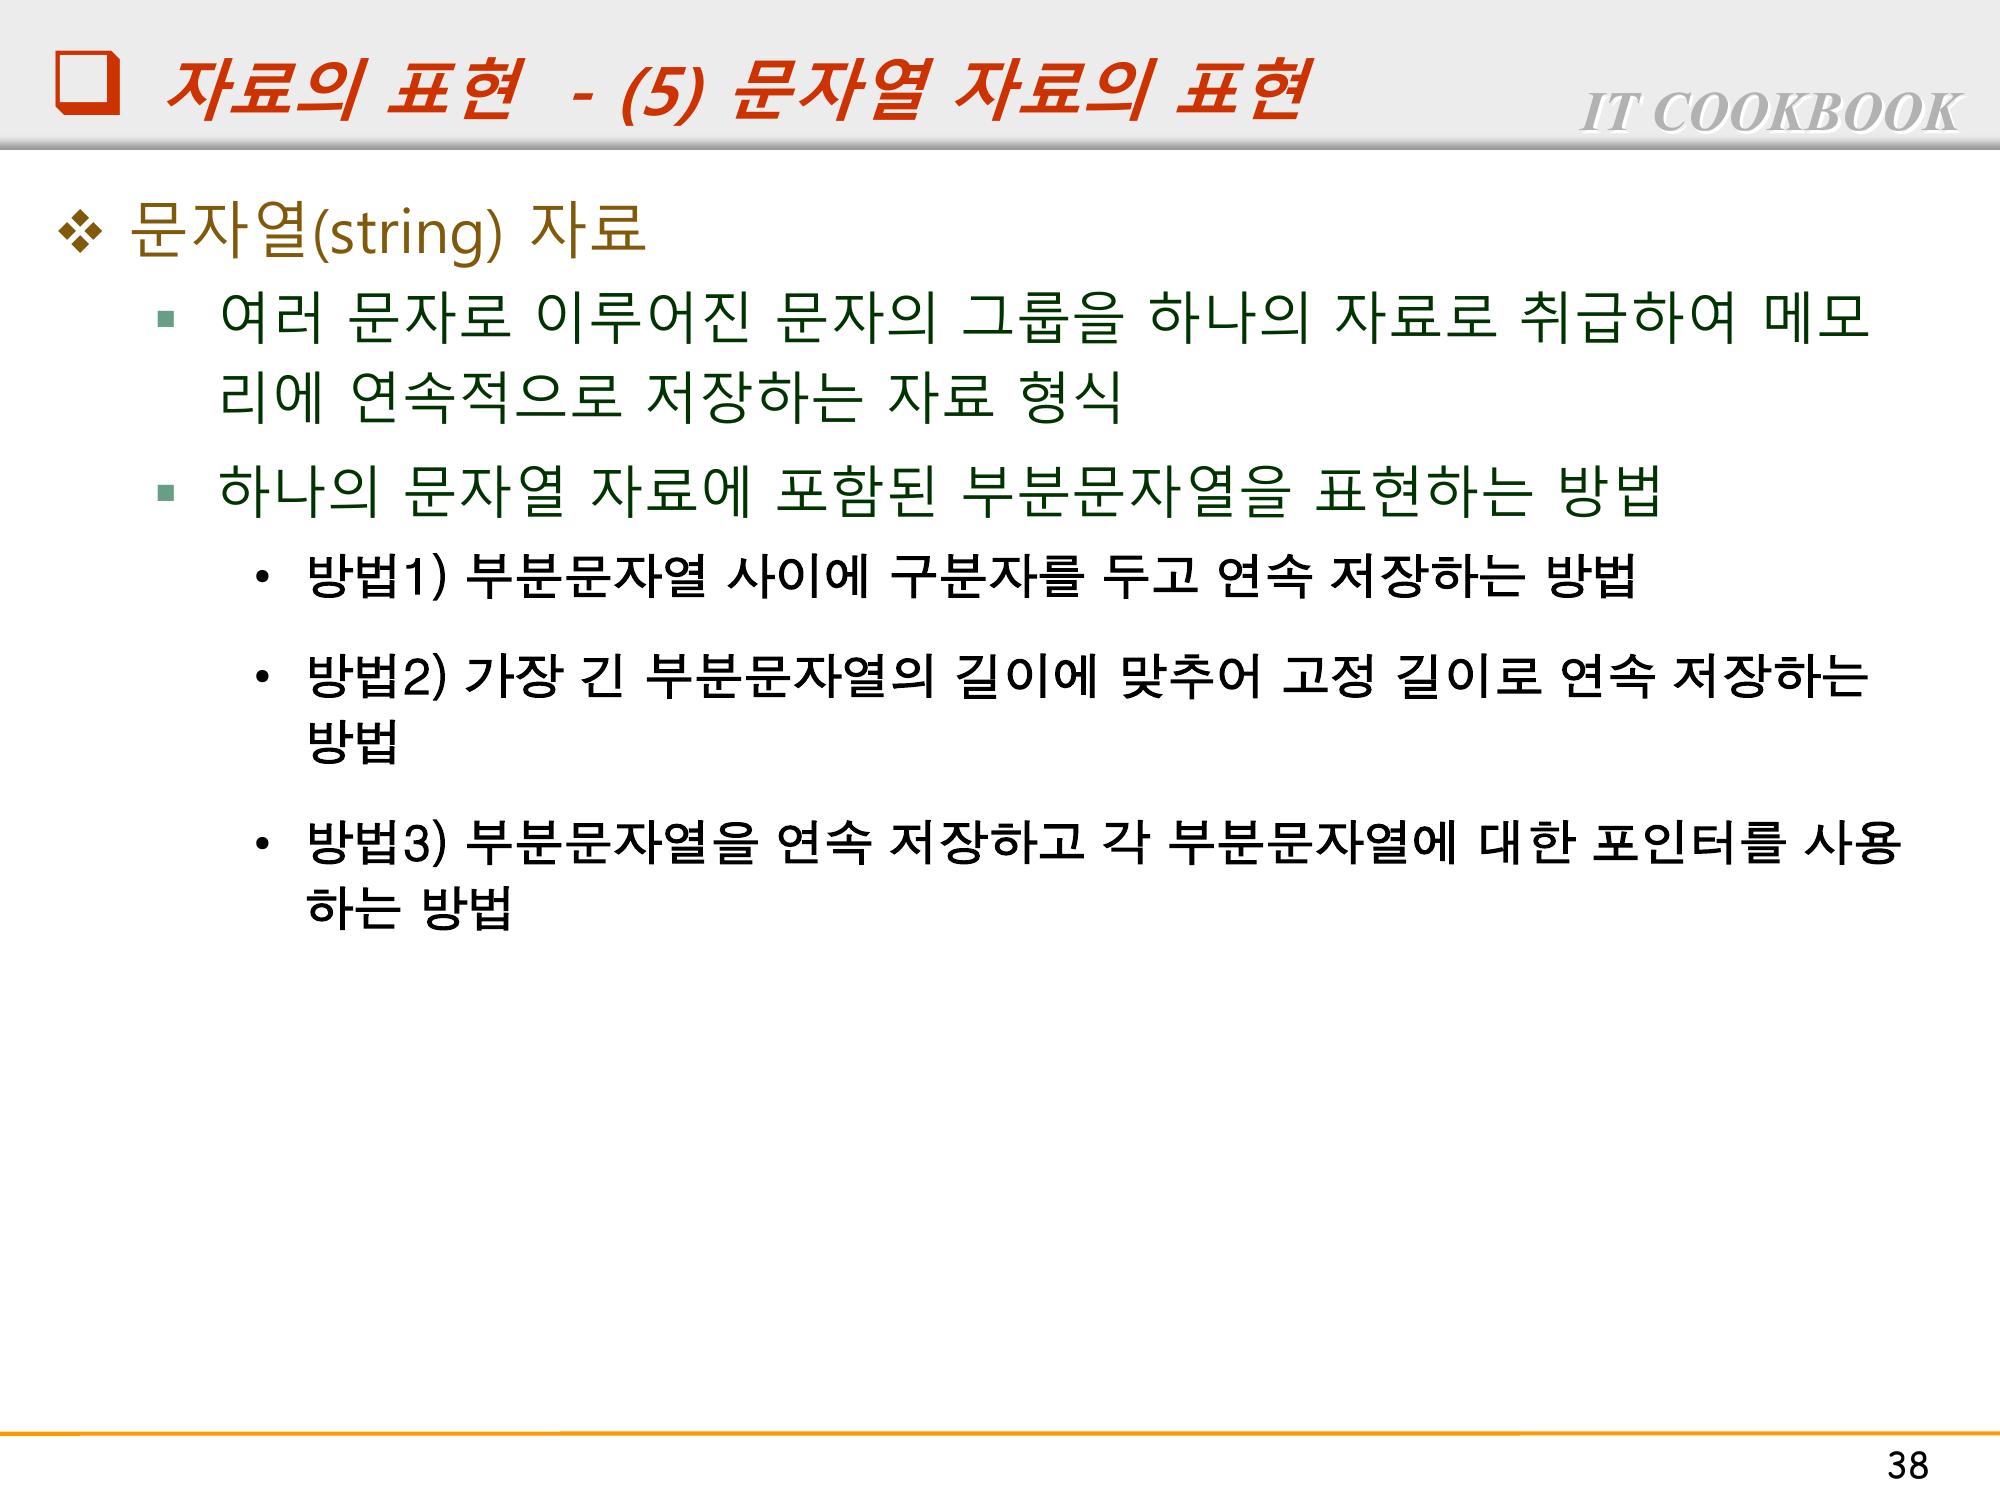 ❑ 자료의 표현 - (5) 문자열 자료의 표현
IT COOKBOOK
❖ 문자열(string) 자료
▪ 여러 문자로 이루어진 문자의 그룹을 하나의 자료로 취급하여 메모
리에 연속적으로 저장하는 자료 형식
▪ 하나의 문자열 자료에 포함된 부분문자열을 표현하는 방법
• 방법1) 부분문자열 사이에 구분자를 두고 연속 저장하는 방법
• 방법2) 가장 긴 부분문자열의 길이에 맞추어 고정 길이로 연속 저장하는
방법
• 방법3) 부분문자열을 연속 저장하고 각 부분문자열에 대한 포인터를 사용
하는 방법
38